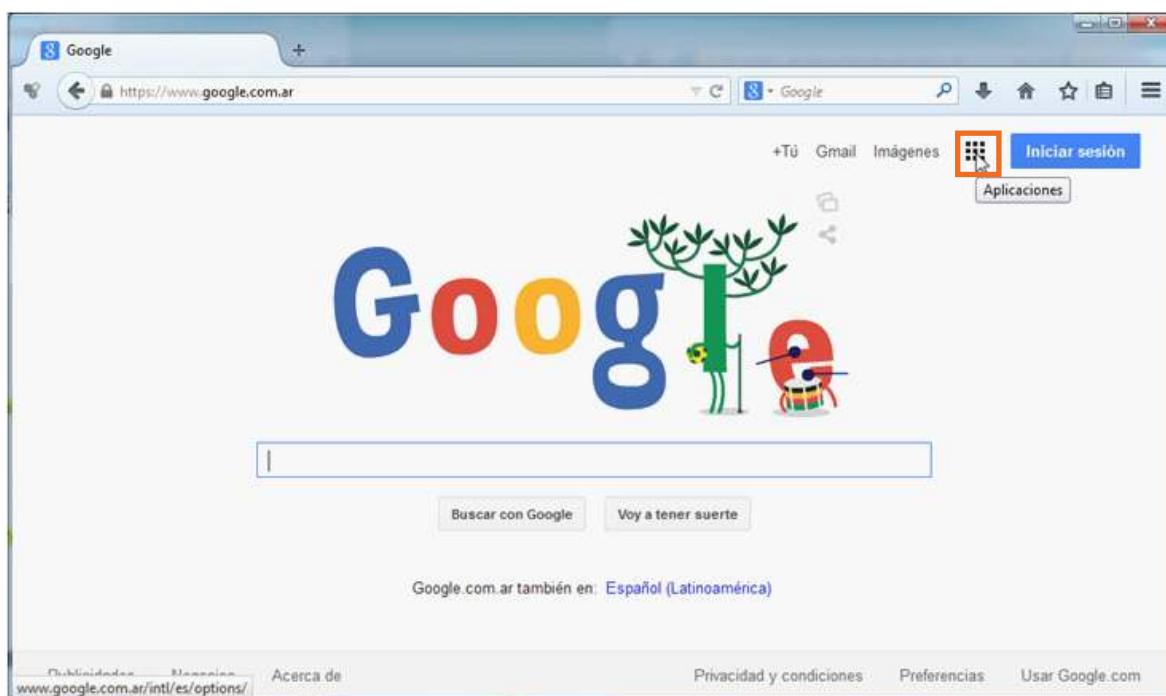 Google
https://www.google.com.ar
Google
+Tú Gmail Imágenes Iniciar sesión
Aplicaciones
Google
Buscar con Google Voy a tener suerte
Google.com.ar también en: Español (Latinoamérica)
Acerca de Privacidad y condiciones Preferencias Usar Google.com
www.google.com.ar/intl/es/options/